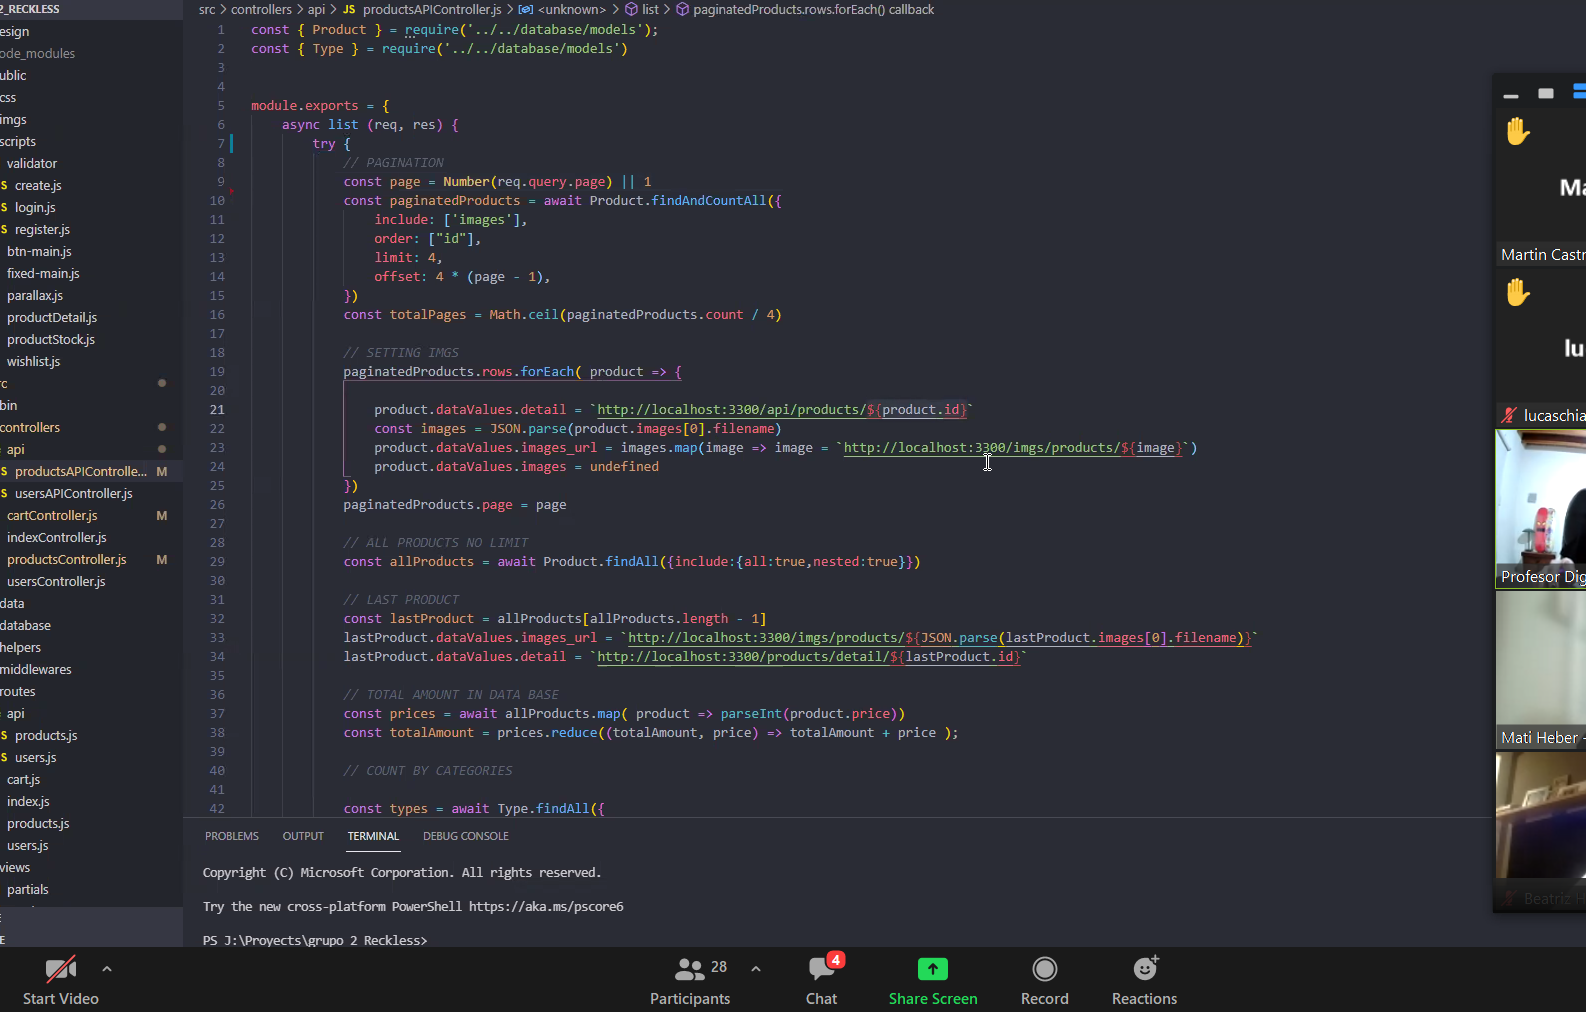 2_RECKLESS
esign
ode_modules
ublic
css
imgs
scripts
validator
S create.js
S login.js
S register.js
btn-main.js
fixed-main.js
parallax.js
productDetail.js
productStock.js
wishlist.js
rc
bin
controllers
api
S productsAPIControlle... M
S usersAPIController.js
cartController.js M
indexController.js
productsController.js M
usersController.js
data
database
helpers
middlewares
routes
api
S products.js
S users.js
cart.js
index.js
products.js
users.js
views
partials
E
E
src > controllers > api > JS productsAPIController.js > <unknown> > list > paginatedProducts.rows.forEach() callback
1 const { Product } = require('../../database/models');
2 const { Type } = require('../../database/models')
3
4
5 module.exports = {
6 async list (req, res) {
7 try {
8 // PAGINATION
9 const page = Number(req.query.page) || 1
10 const paginatedProducts = await Product.findAndCountAll({
11 include: ['images'],
12 order: ["id"],
13 limit: 4,
14 offset: 4 * (page - 1),
15 })
16 const totalPages = Math.ceil(paginatedProducts.count / 4)
17
18 // SETTING IMGS
19 paginatedProducts.rows.forEach( product => {
20
21 product.dataValues.detail = `http://localhost:3300/api/products/${product.id}`
22 const images = JSON.parse(product.images[0].filename)
23 product.dataValues.images_url = images.map(image => image = `http://localhost:3300/imgs/products/${image}`)
24 product.dataValues.images = undefined
25 })
26 paginatedProducts.page = page
27
28 // ALL PRODUCTS NO LIMIT
29 const allProducts = await Product.findAll({include:{all:true,nested:true}})
30
31 // LAST PRODUCT
32 const lastProduct = allProducts[allProducts.length - 1]
33 lastProduct.dataValues.images_url = `http://localhost:3300/imgs/products/${JSON.parse(lastProduct.images[0].filename)}`
34 lastProduct.dataValues.detail = `http://localhost:3300/products/detail/${lastProduct.id}`
35
36 // TOTAL AMOUNT IN DATA BASE
37 const prices = await allProducts.map( product => parseInt(product.price))
38 const totalAmount = prices.reduce((totalAmount, price) => totalAmount + price );
39
40 // COUNT BY CATEGORIES
41
42 const types = await Type.findAll({
PROBLEMS OUTPUT TERMINAL DEBUG CONSOLE
Copyright (C) Microsoft Corporation. All rights reserved.
Try the new cross-platform PowerShell https://aka.ms/pscore6
PS J:\Proyects\grupo 2 Reckless>
Ma
Martin Castr
lu
lucaschia
Profesor Dig
Mati Heber -
Beatriz H
Start Video
Participants 28
Chat 4
Share Screen
Record
Reactions